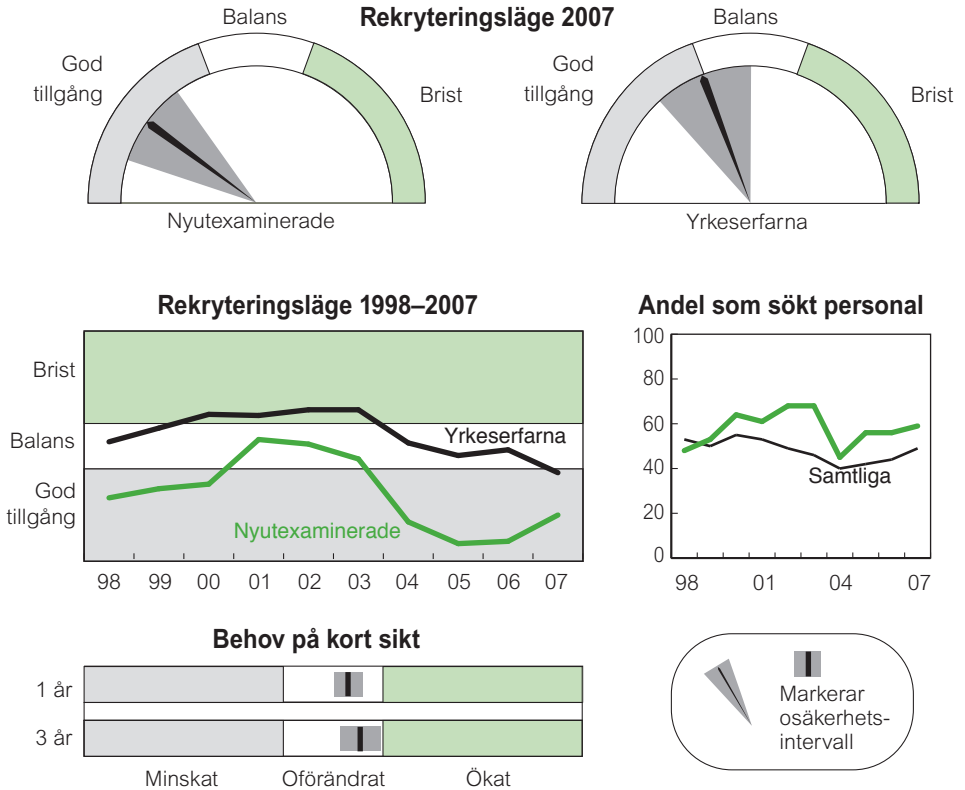 Rekryteringsläge 2007
Balans
God
tillgång
Brist
Nyutexaminerade
Balans
God
tillgång
Brist
Yrkeserfarna
Rekryteringsläge 1998–2007
Brist
Balans
God
tillgång
Yrkeserfarna
Nyutexaminerade
98 99 00 01 02 03 04 05 06 07
Andel som sökt personal
100
80
60
40
20
0
Samtliga
98 01 04 07
Behov på kort sikt
1 år
3 år
Minskat Oförändrat Ökat
Markerar
osäkerhets-
intervall